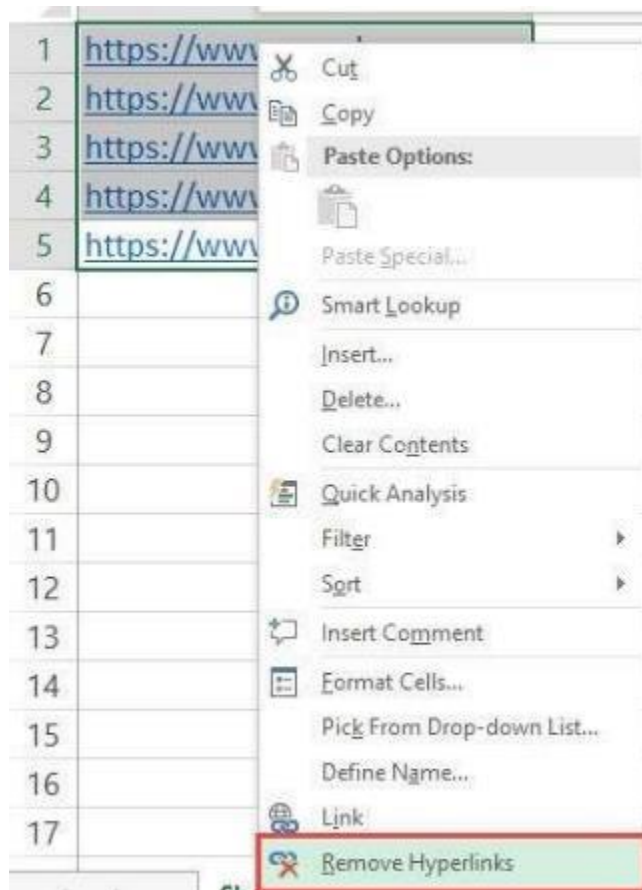 1 https://www
2 https://www
3 https://www
4 https://www
5 https://www
6
7
8
9
10
11
12
13
14
15
16
17
Cut
Copy
Paste Options:
Paste Special...
Smart Lookup
Insert...
Delete...
Clear Contents
Quick Analysis
Filter
Sort
Insert Comment
Format Cells...
Pick From Drop-down List...
Define Name...
Link
Remove Hyperlinks